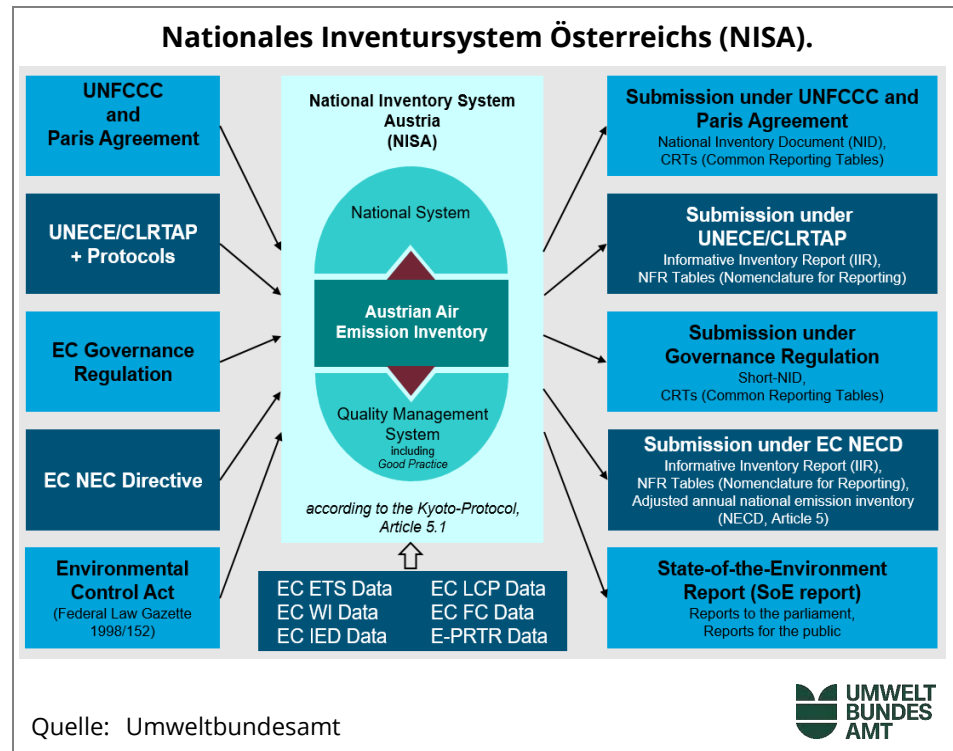 Nationales Inventursystem Österreichs (NISA).
UNFCCC
and
Paris Agreement
UNECE/CLRTAP
+ Protocols
EC Governance
Regulation
EC NEC Directive
Environmental
Control Act
(Federal Law Gazette
1998/152)
National Inventory System
Austria
(NISA)
National System
Austrian Air
Emission Inventory
Quality Management
System
including
Good Practice
according to the Kyoto-Protocol,
Article 5.1
EC ETS Data
EC WI Data
EC IED Data
EC LCP Data
EC FC Data
E-PRTR Data
Submission under UNFCCC and
Paris Agreement
National Inventory Document (NID),
CRTs (Common Reporting Tables)
Submission under
UNECE/CLRTAP
Informative Inventory Report (IIR),
NFR Tables (Nomenclature for Reporting)
Submission under
Governance Regulation
Short-NID,
CRTs (Common Reporting Tables)
Submission under EC NECD
Informative Inventory Report (IIR),
NFR Tables (Nomenclature for Reporting),
Adjusted annual national emission inventory
(NECD, Article 5)
State-of-the-Environment
Report (SoE report)
Reports to the parliament,
Reports for the public
Quelle: Umweltbundesamt
UMWELT
BUNDES
AMT